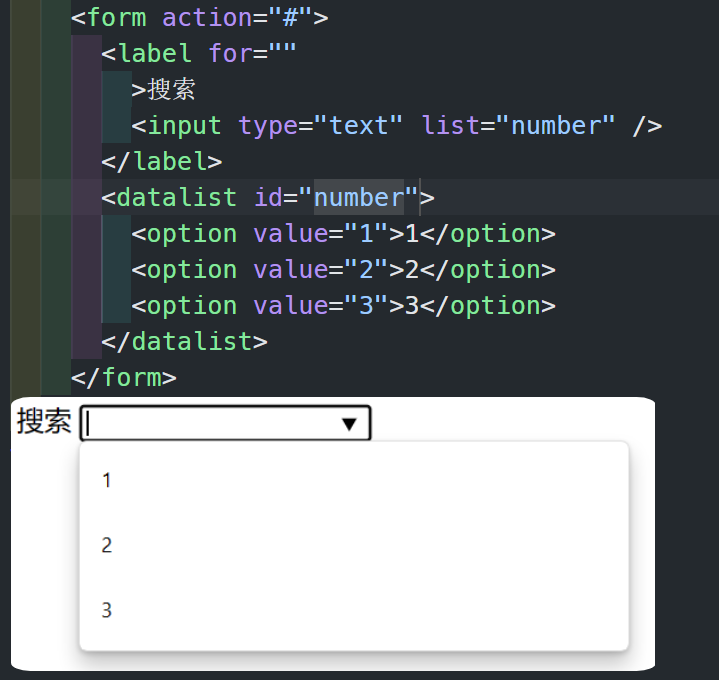 <form action="#">
<label for=""
>搜索
<input type="text" list="number" />
</label>
<datalist id="number">
<option value="1">1</option>
<option value="2">2</option>
<option value="3">3</option>
</datalist>
</form>
搜索
1
2
3